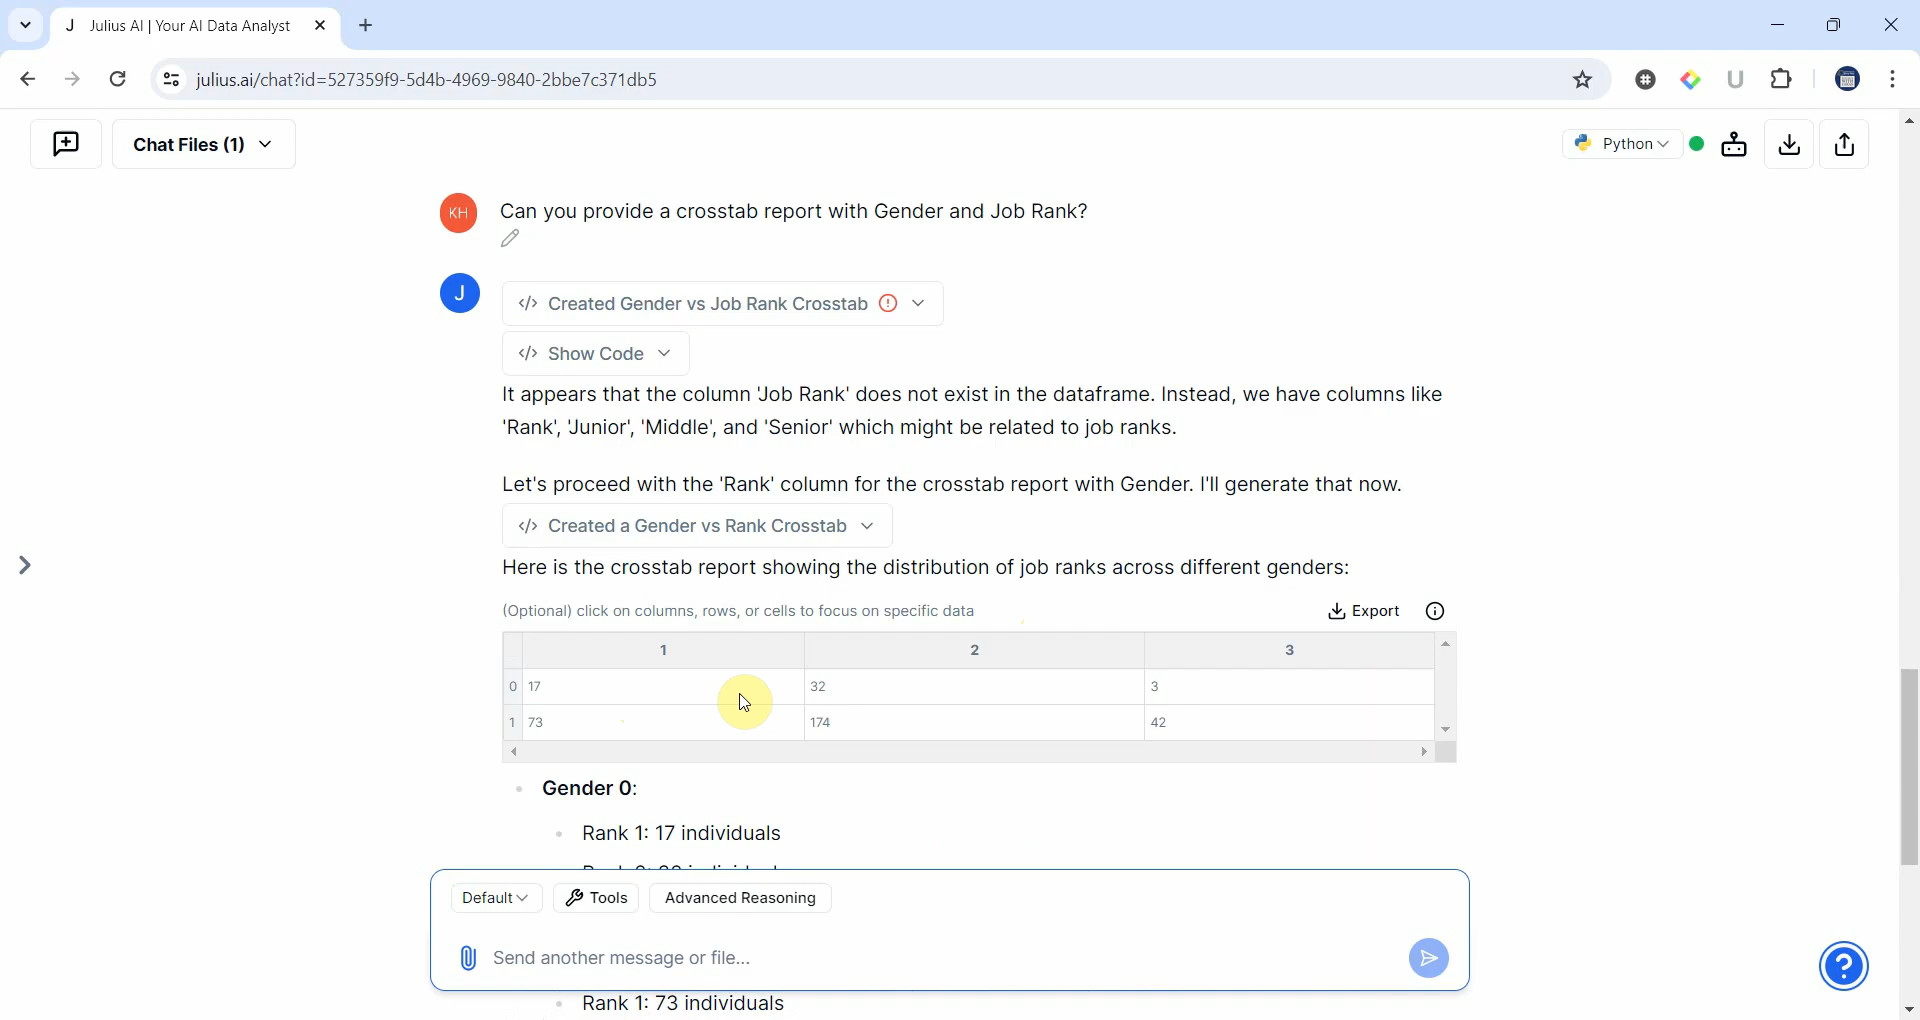 J Julius AI | Your AI Data Analyst
julius.ai/chat?id=527359f9-5d4b-4969-9840-2bbe7c371db5
U
Chat Files (1)
Python
KH Can you provide a crosstab report with Gender and Job Rank?
J </> Created Gender vs Job Rank Crosstab
</> Show Code
It appears that the column 'Job Rank' does not exist in the dataframe. Instead, we have columns like
'Rank', 'Junior', 'Middle', and 'Senior' which might be related to job ranks.
Let's proceed with the 'Rank' column for the crosstab report with Gender. I'll generate that now.
</> Created a Gender vs Rank Crosstab
Here is the crosstab report showing the distribution of job ranks across different genders:
(Optional) click on columns, rows, or cells to focus on specific data Export
1 2 3
0 17 32 3
1 73 174 42
Gender 0:
Rank 1: 17 individuals
Default Tools Advanced Reasoning
Send another message or file...
Rank 1: 73 individuals